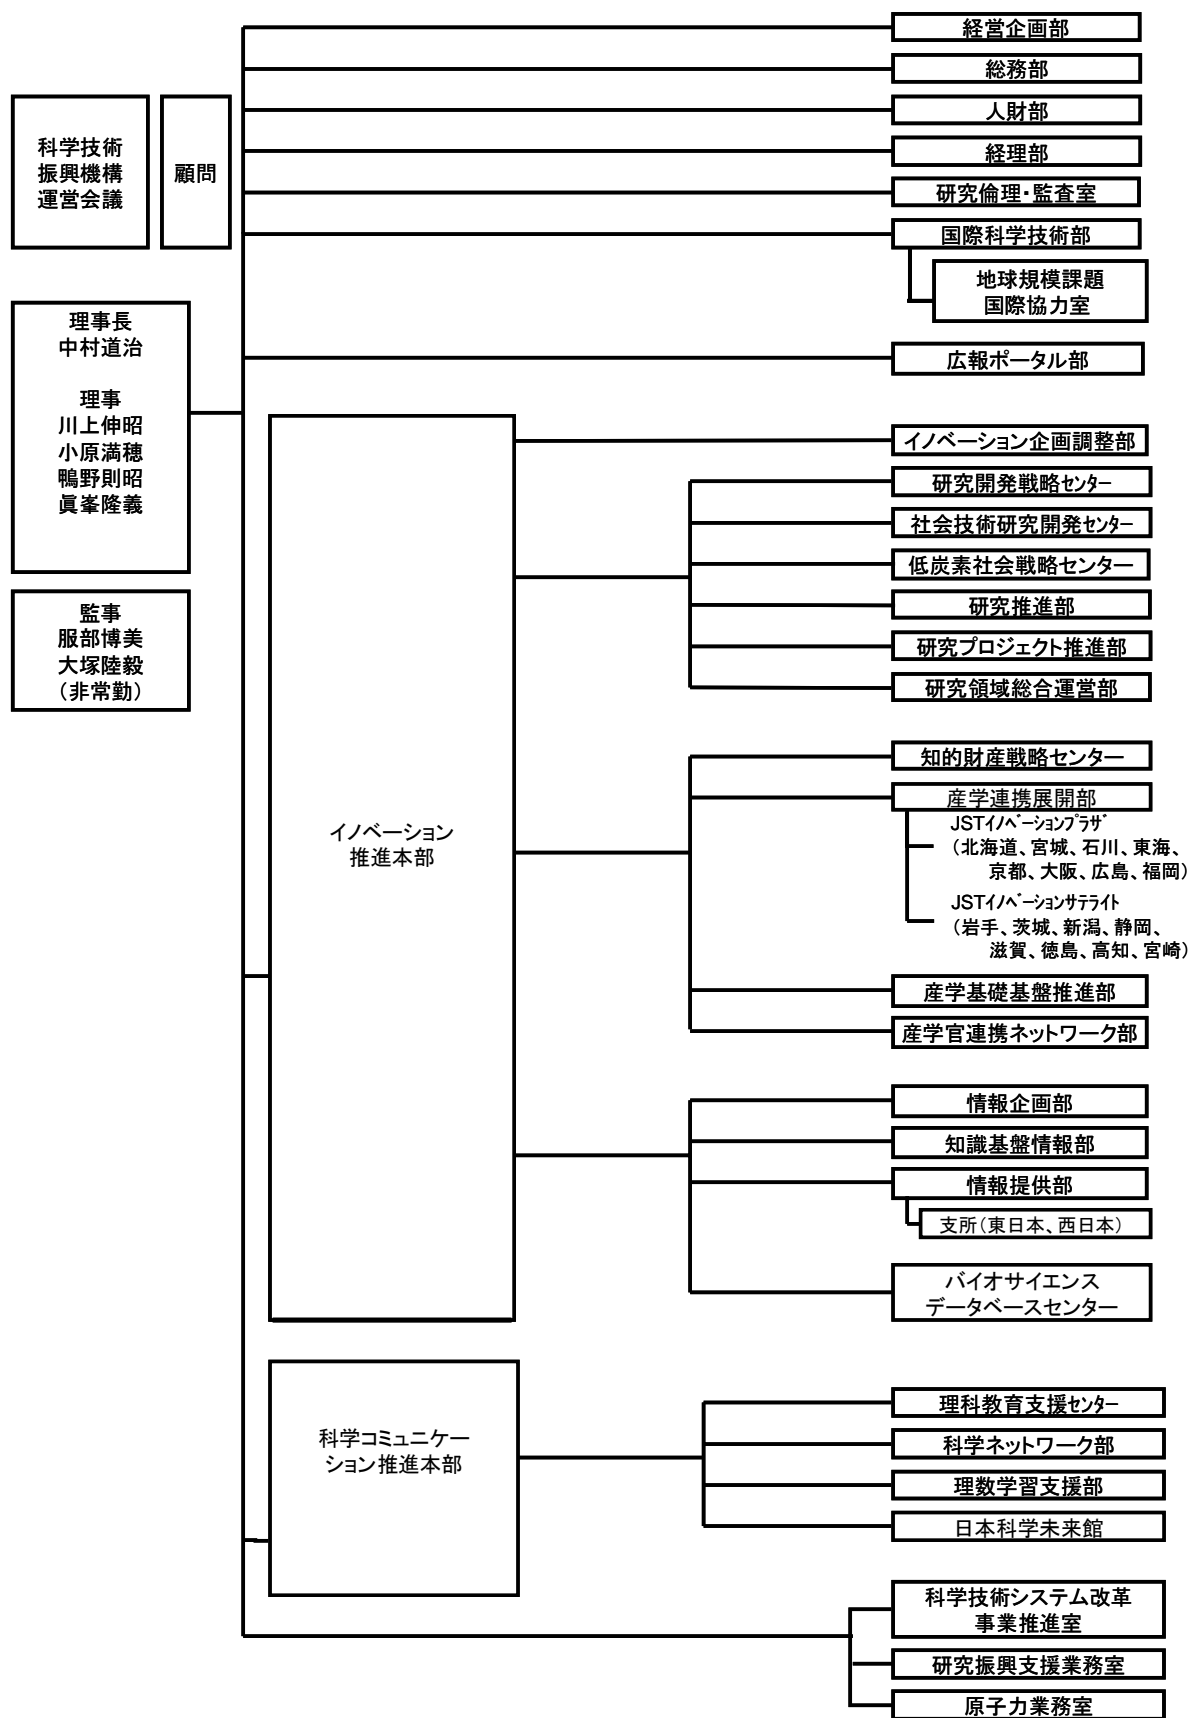 経営企画部
総務部
人財部
経理部
研究倫理・監査室
国際科学技術部
地球規模課題
国際協力室
広報ポータル部
科学技術
振興機構
運営会議
顧問
理事長
中村道治
理事
川上伸昭
小原満穂
鴨野則昭
眞峯隆義
監事
服部博美
大塚陸毅
（非常勤）
イノベーション
推進本部
イノベーション企画調整部
研究開発戦略ｾﾝﾀｰ
社会技術研究開発ｾﾝﾀｰ
低炭素社会戦略センター
研究推進部
研究プロジェクト推進部
研究領域総合運営部
知的財産戦略センター
産学連携展開部
JSTｲﾉﾍﾞｰｼｮﾝﾌﾟﾗｻﾞ
（北海道、宮城、石川、東海、
京都、大阪、広島、福岡）
JSTｲﾉﾍﾞｰｼｮﾝｻﾃﾗｲﾄ
（岩手、茨城、新潟、静岡、
滋賀、徳島、高知、宮崎）
産学基礎基盤推進部
産学官連携ネットワーク部
情報企画部
知識基盤情報部
情報提供部
支所（東日本、西日本）
バイオサイエンス
データベースセンター
科学コミュニケー
ション推進本部
理科教育支援ｾﾝﾀｰ
科学ネットワーク部
理数学習支援部
日本科学未来館
科学技術システム改革
事業推進室
研究振興支援業務室
原子力業務室